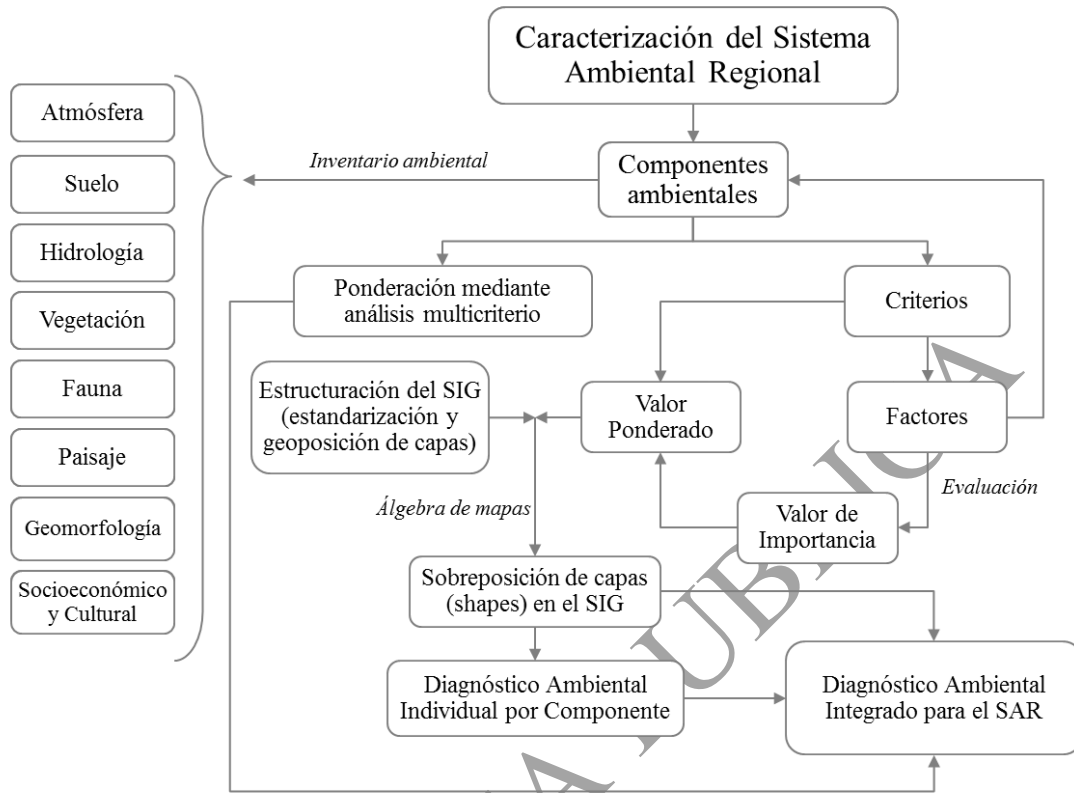 Caracterización del Sistema
Ambiental Regional
Atmósfera
Suelo
Hidrología
Vegetación
Fauna
Paisaje
Geomorfología
Socioeconómico
y Cultural
Inventario ambiental
Componentes
ambientales
Ponderación mediante
análisis multicriterio
Criterios
Estructuración del SIG
(estandarización y
geoposición de capas)
Valor
Ponderado
Factores
Evaluación
Álgebra de mapas
Valor de
Importancia
Sobreposición de capas
(shapes) en el SIG
Diagnóstico Ambiental
Individual por Componente
Diagnóstico Ambiental
Integrado para el SAR